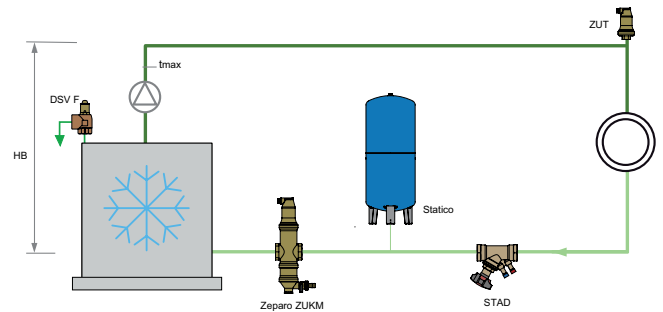 ZUT
tmax
DSV F
HB
Statico
Zeparo ZUKM
STAD